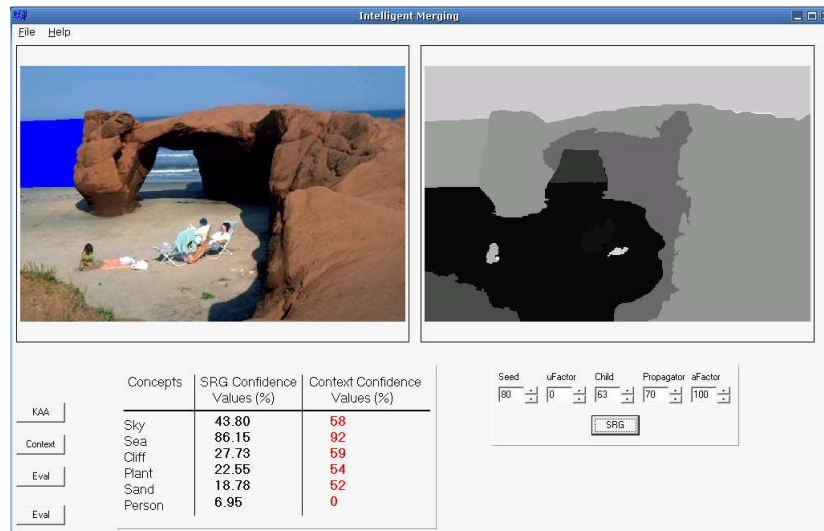 Intelligent Merging
File Help
Concepts SRG Confidence Values (%) Context Confidence Values (%)
Sky 43.80 58
Sea 86.15 92
Cliff 27.73 59
Plant 22.55 54
Sand 18.78 52
Person 6.95 0
KAA
Context
Eval
Eval
Seed uFactor Child Propagator aFactor
80 0 63 70 100
SRG